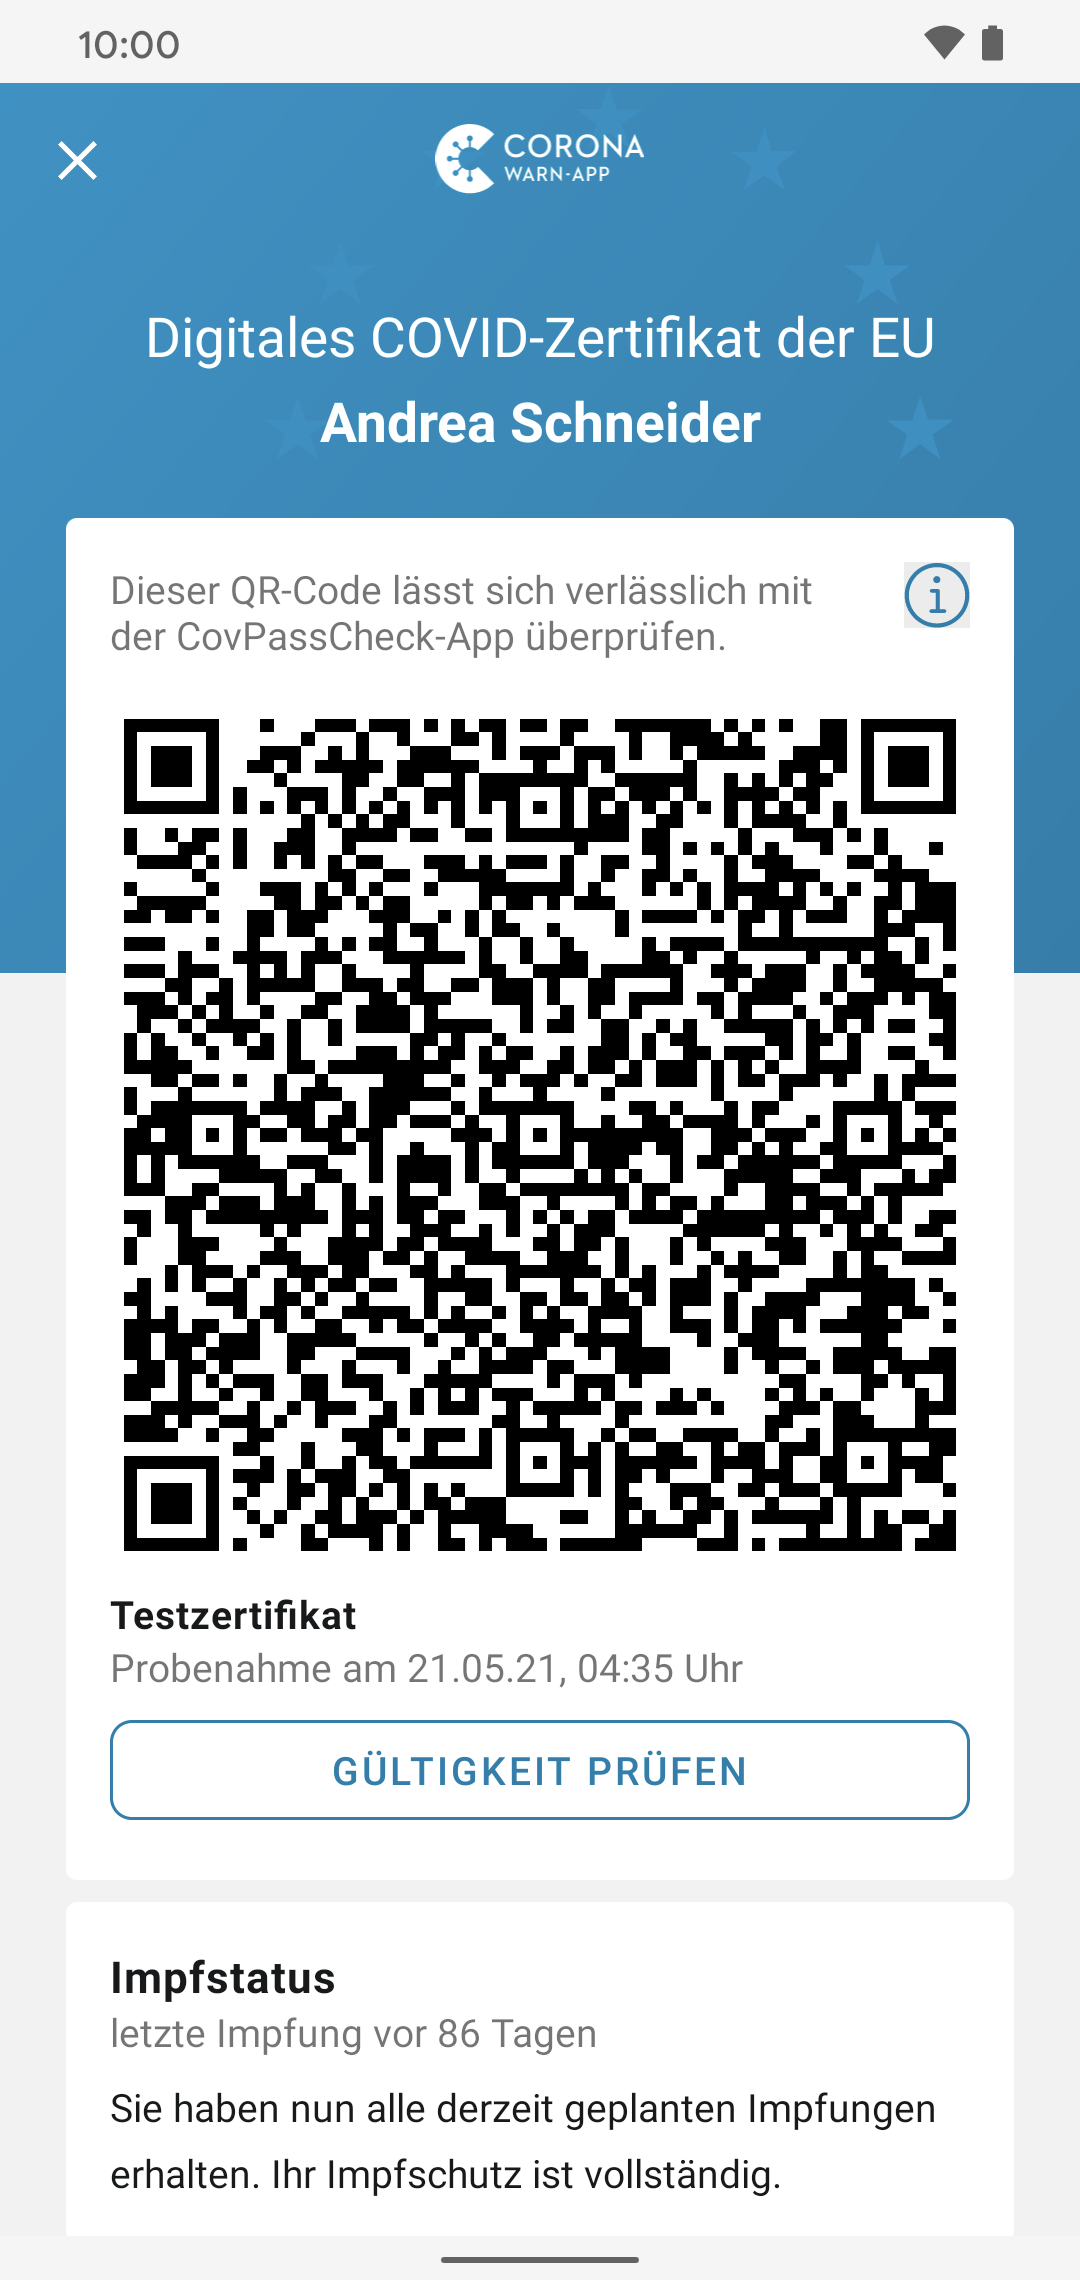 10:00
CORONA
WARN-APP
Digitales COVID-Zertifikat der EU
Andrea Schneider
Dieser QR-Code lässt sich verlässlich mit
der CovPassCheck-App überprüfen.
Testzertifikat
Probenahme am 21.05.21, 04:35 Uhr
GÜLTIGKEIT PRÜFEN
Impfstatus
letzte Impfung vor 86 Tagen
Sie haben nun alle derzeit geplanten Impfungen
erhalten. Ihr Impfschutz ist vollständig.